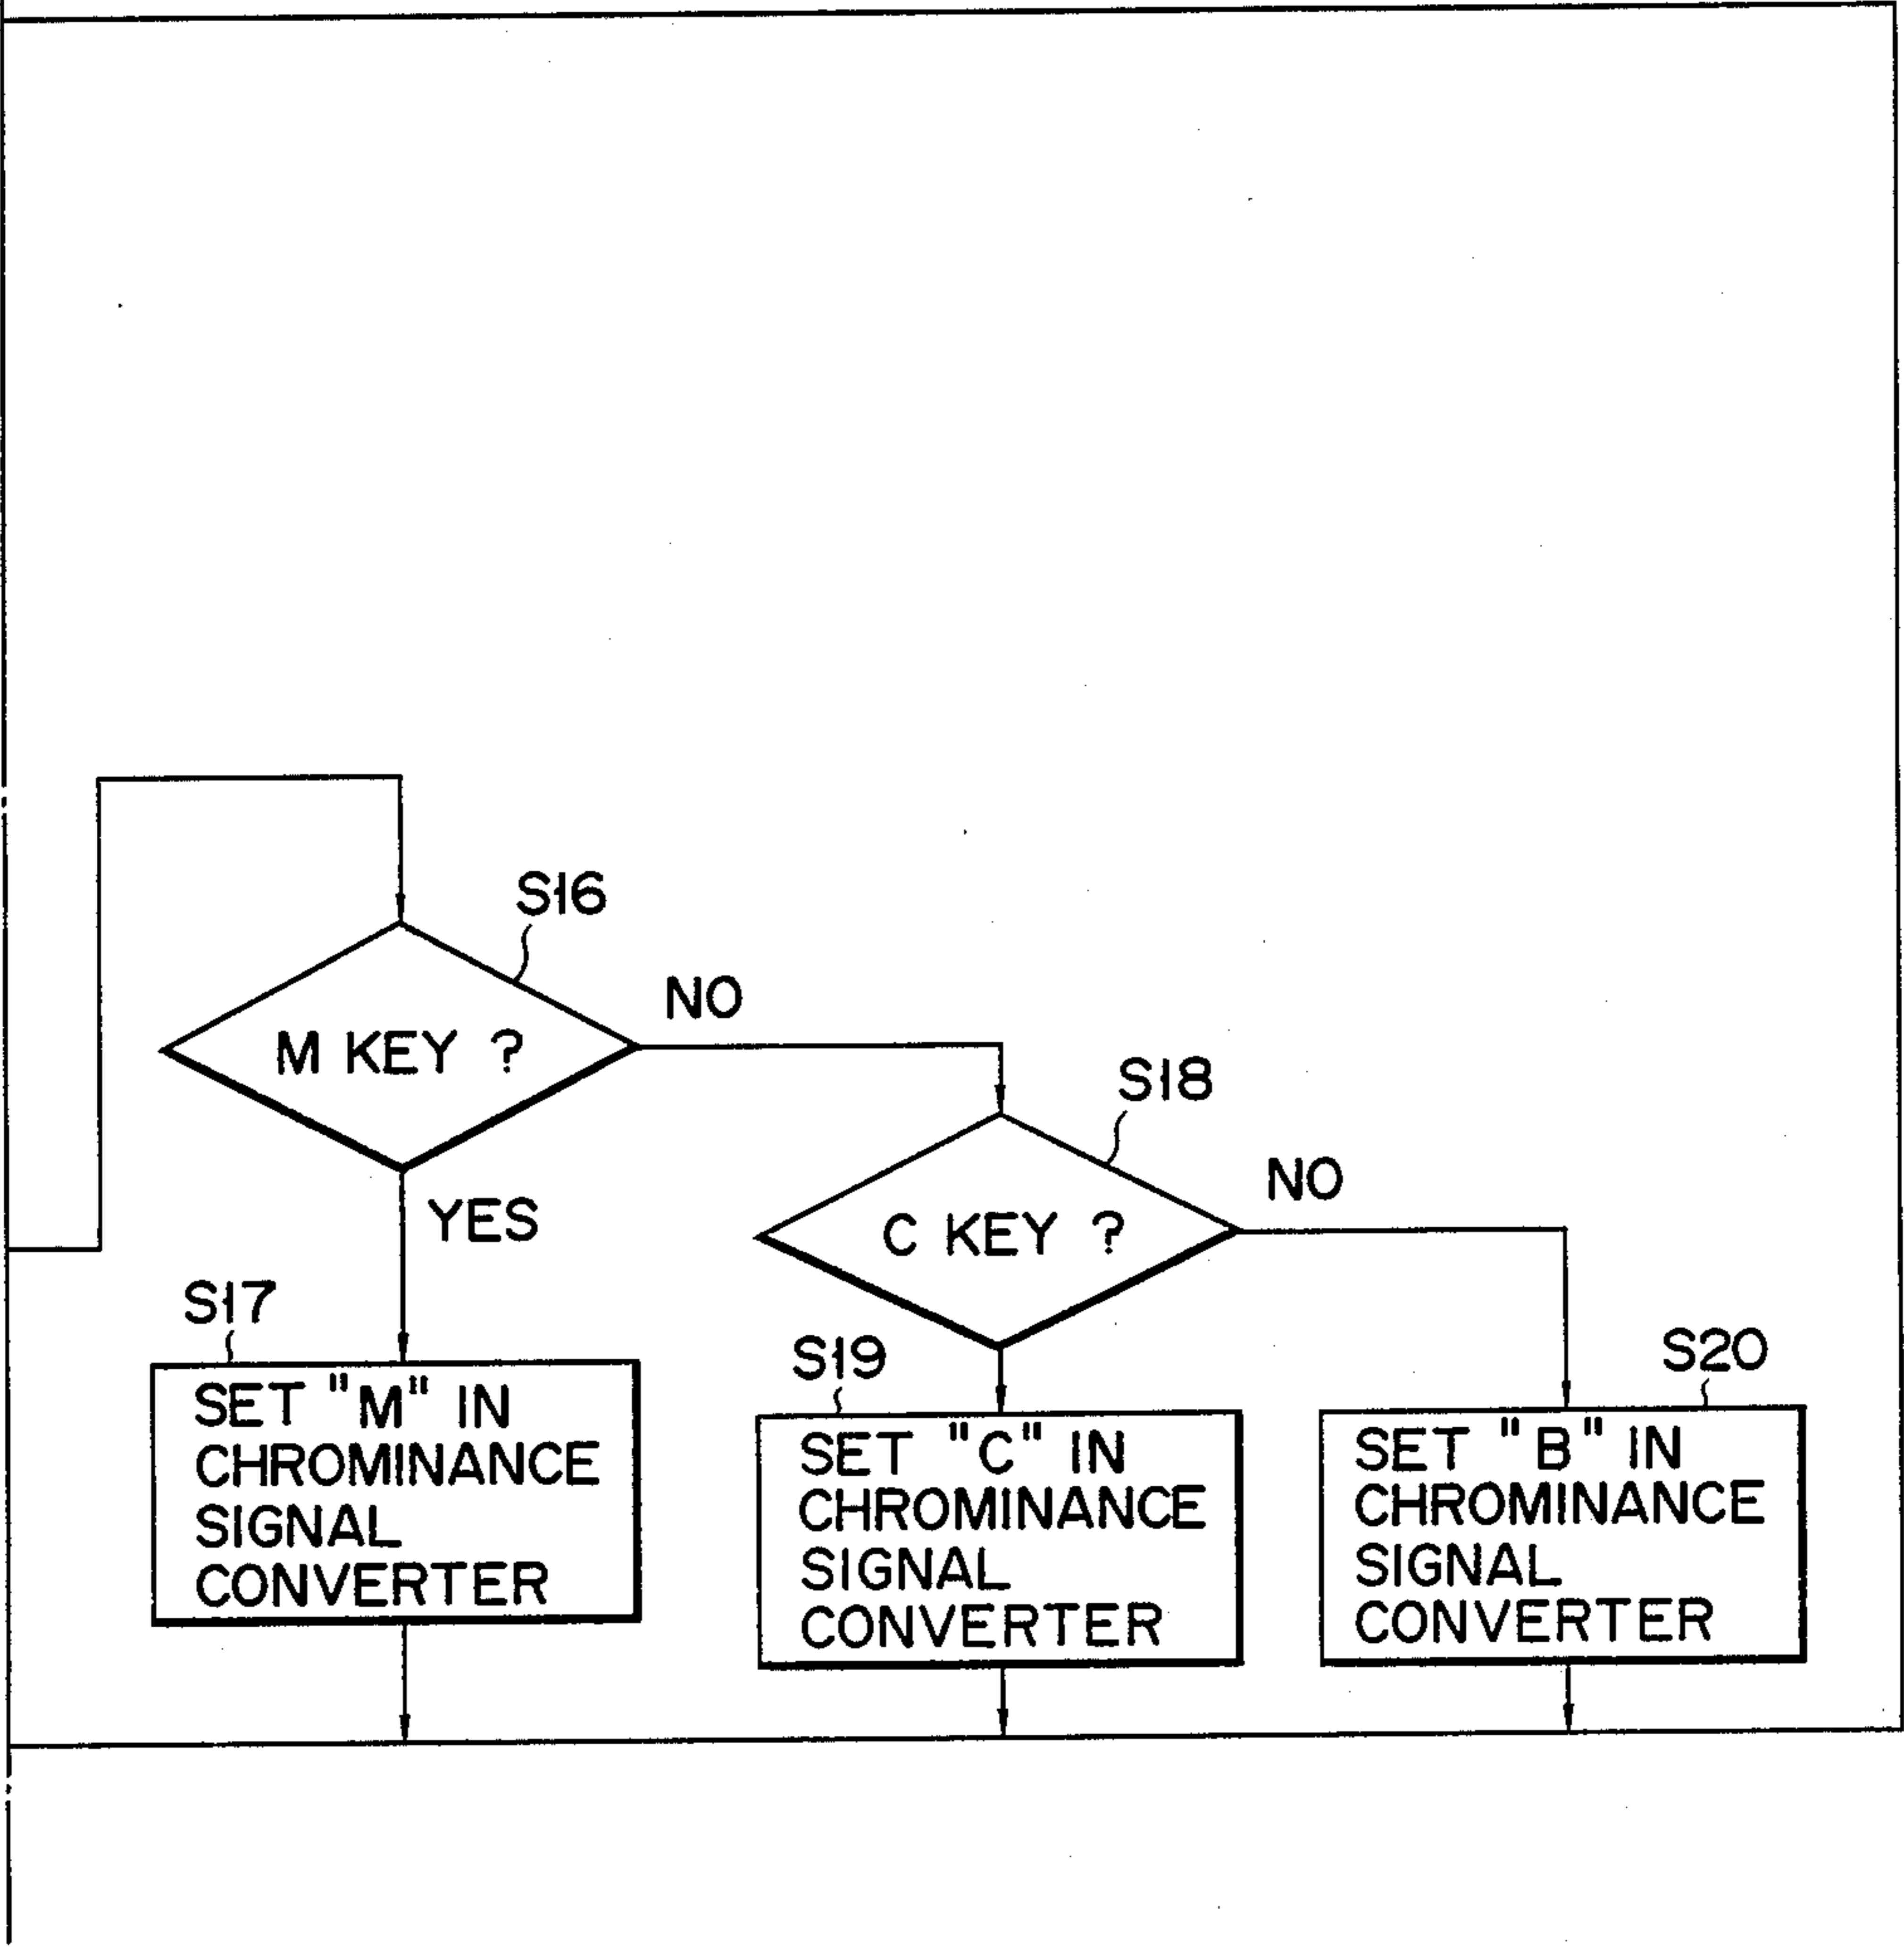 S16
M KEY ?
NO
YES
S18
C KEY ?
NO
S17
SET "M" IN
CHROMINANCE
SIGNAL
CONVERTER
S19
SET "C" IN
CHROMINANCE
SIGNAL
CONVERTER
S20
SET "B" IN
CHROMINANCE
SIGNAL
CONVERTER